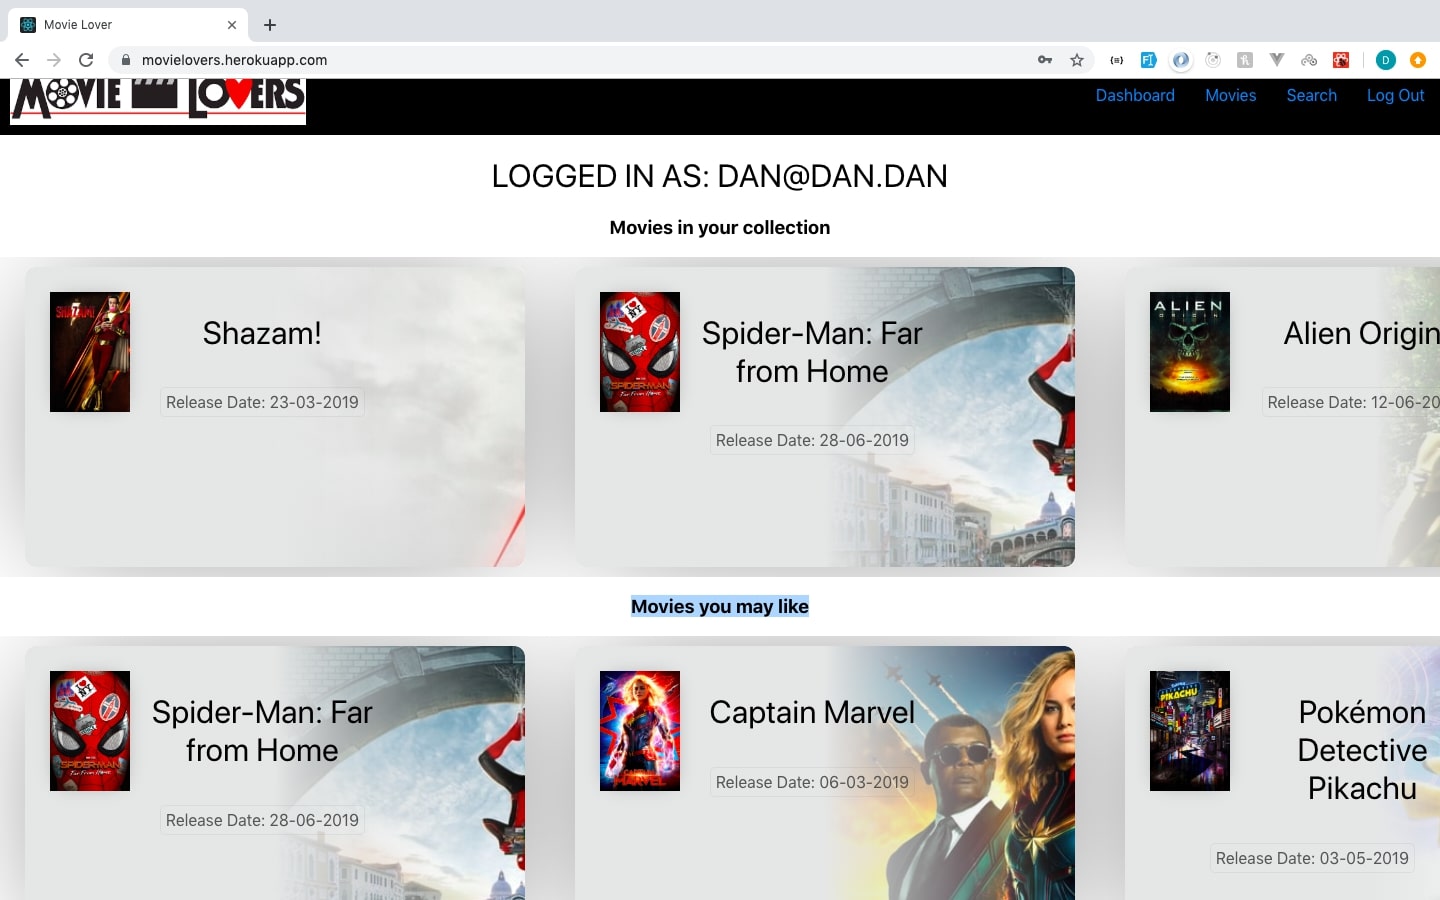 Movie Lover
movielovers.herokuapp.com
D
MOVIE LOVERS
Dashboard Movies Search Log Out
LOGGED IN AS: DAN@DAN.DAN
Movies in your collection
SHAZAM!
Shazam!
Release Date: 23-03-2019
I NY
SPIDER-MAN
Far From Home
Spider-Man: Far
from Home
Release Date: 28-06-2019
ALIEN
ORIGIN
Alien Origin
Release Date: 12-06-20
Movies you may like
I NY
SPIDER-MAN
Far From Home
Spider-Man: Far
from Home
Release Date: 28-06-2019
CAPTAIN
MARVEL
Captain Marvel
Release Date: 06-03-2019
PIKACHU
Pokémon
Detective
Pikachu
Release Date: 03-05-2019